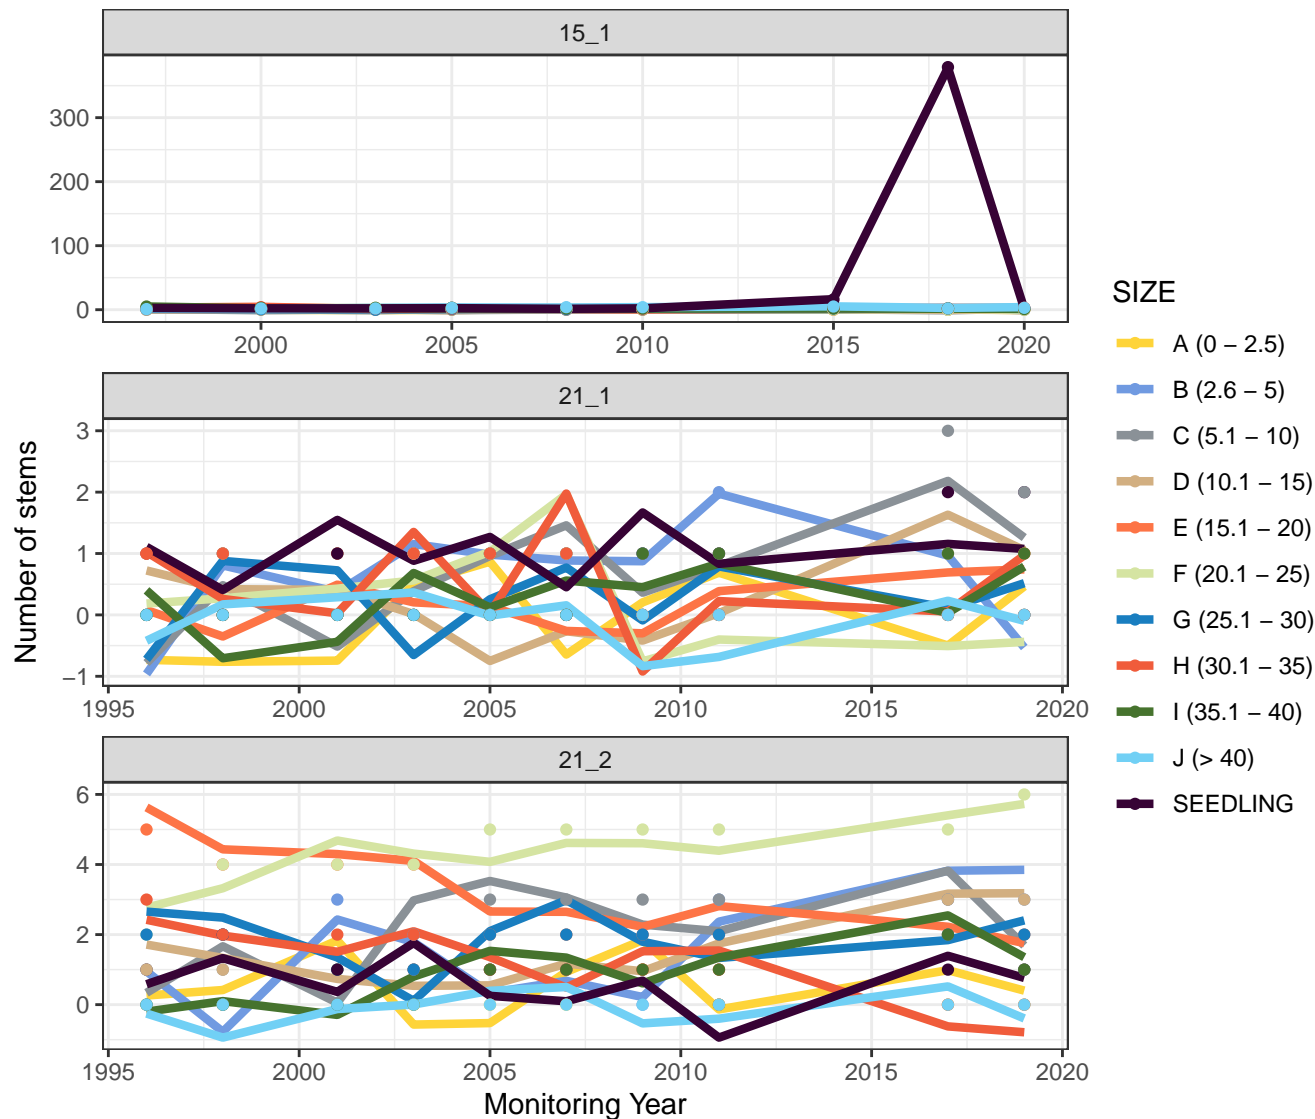 15_1
300
200
100
0
2000 2005 2010 2015 2020
21_1
3
2
1
0
−1
1995 2000 2005 2010 2015 2020
21_2
6
4
2
0
1995 2000 2005 2010 2015 2020
Number of stems
Monitoring Year
SIZE
A (0 − 2.5)
B (2.6 − 5)
C (5.1 − 10)
D (10.1 − 15)
E (15.1 − 20)
F (20.1 − 25)
G (25.1 − 30)
H (30.1 − 35)
I (35.1 − 40)
J (> 40)
SEEDLING